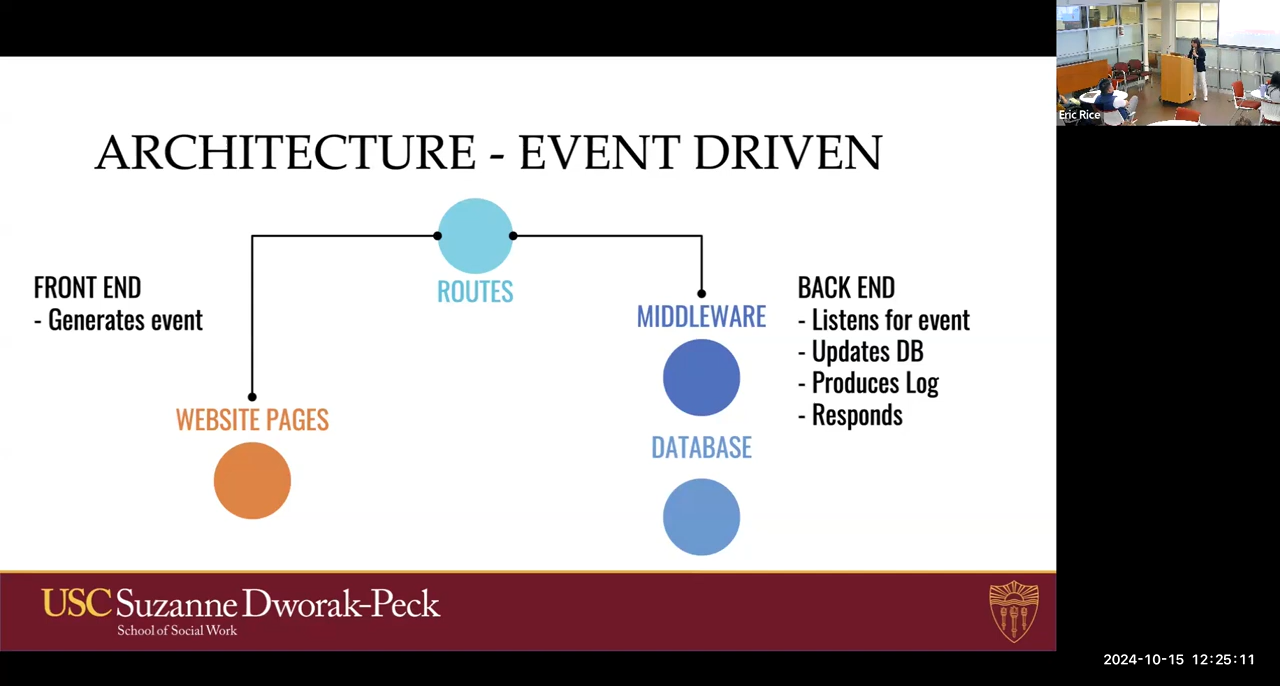 Eric Rice
ARCHITECTURE - EVENT DRIVEN
ROUTES
FRONT END
- Generates event
MIDDLEWARE
BACK END
- Listens for event
- Updates DB
- Produces Log
- Responds
WEBSITE PAGES
DATABASE
USC Suzanne Dworak-Peck
School of Social Work
2024-10-15 12:25:11